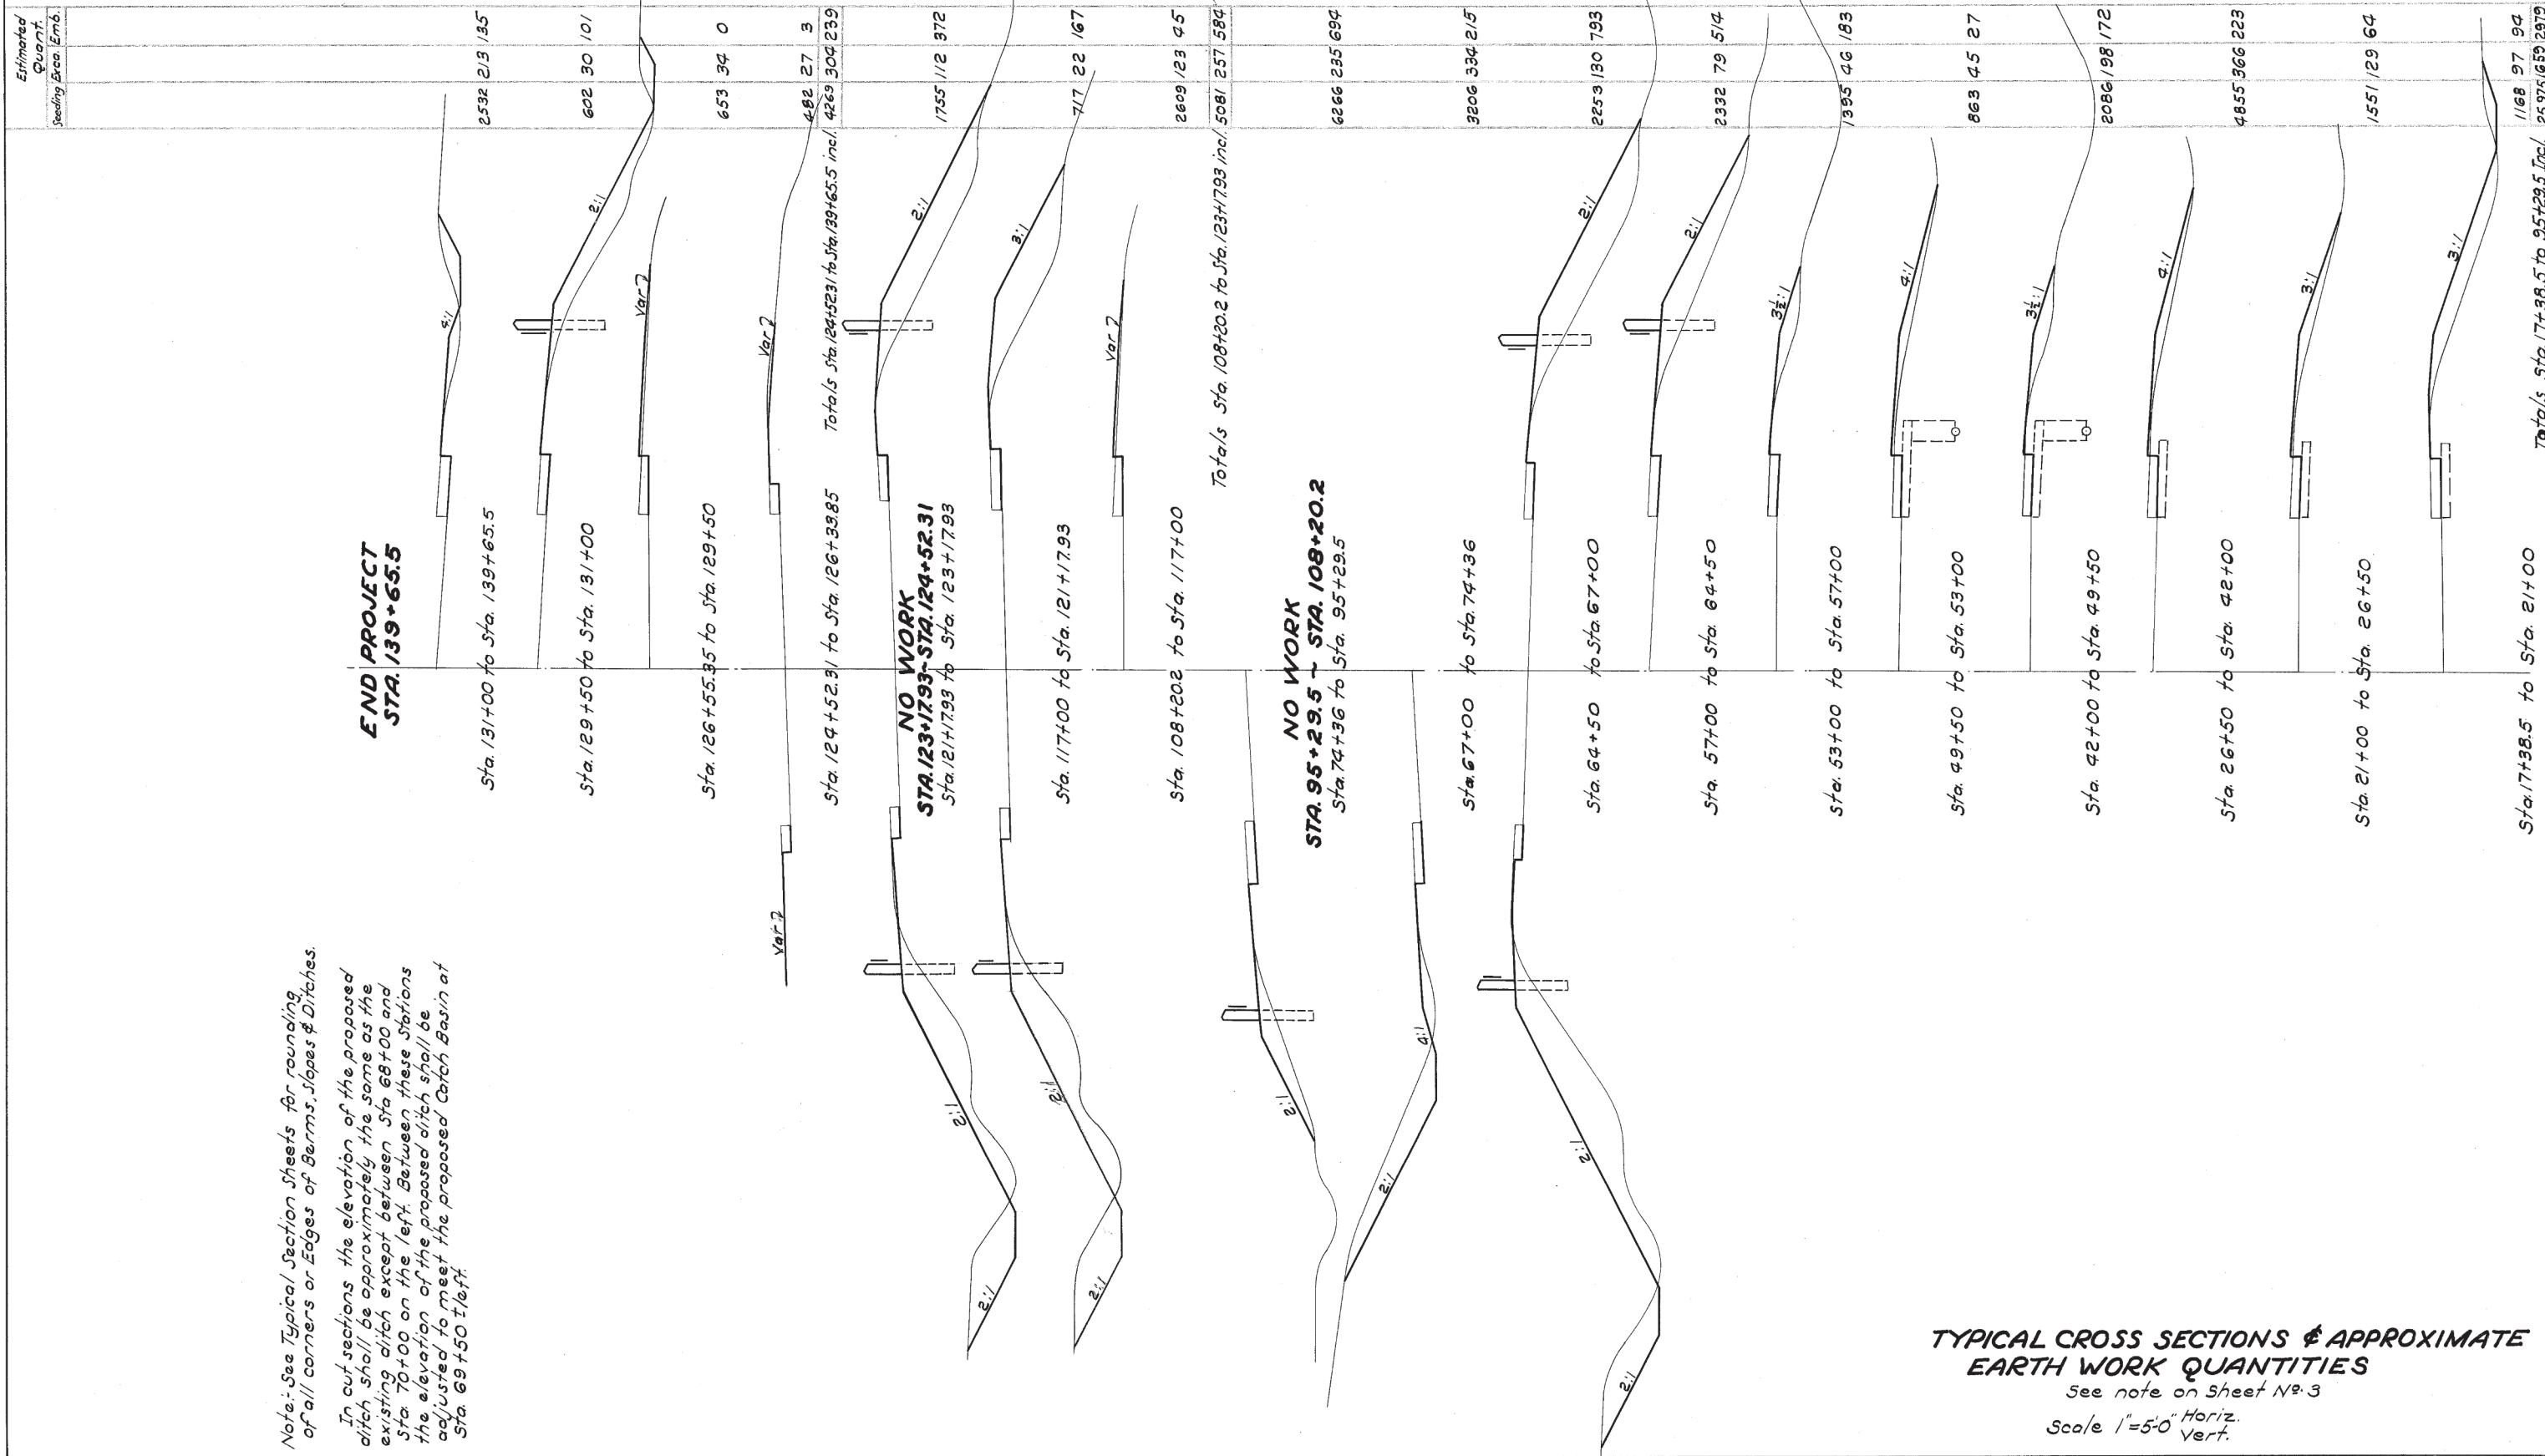 Note:- See Typical Section Sheets for rounding
of all corners or Edges of Berms, Slopes & Ditches.
In cut sections the elevation of the proposed
ditch shall be approximately the same as the
existing ditch except between Sta 68+00 and
Sta. 70+00 on the left. Between these Stations
the elevation of the proposed ditch shall be
adjusted to meet the proposed Catch Basin at
Sta. 69+50 ± left.
Estimated
Quant.
Seeding Exca. Emb.
END PROJECT
STA. 139+65.5
4:1
Sta. 131+00 to Sta. 139+65.5 2532 213 135
2:1
Sta. 129+50 to Sta. 131+00 602 30 101
Var
Sta. 126+55.35 to Sta. 129+50 653 34 0
Var Var
482 27 3
Sta. 124+52.31 to Sta. 126+33.85
Totals Sta. 124+52.31 to Sta. 139+65.5 incl. 4269 304 239
NO WORK
STA. 123+17.93 ~ STA. 124+52.31
2:1 2:1 2:1
Sta. 121+17.93 to Sta. 123+17.93 1755 112 372
2:1 2:1 3:1
Sta. 117+00 to Sta. 121+17.93 717 22 167
Var
Sta. 108+20.2 to Sta. 117+00 2609 123 45
Totals Sta. 108+20.2 to Sta. 123+17.93 incl. 5081 257 584
NO WORK
STA. 95+29.5 ~ STA. 108+20.2
2:1
Sta. 74+36 to Sta. 95+29.5 6266 235 694
2:1 4:1
Sta. 67+00 to Sta. 74+36 3206 334 215
2:1 2:1 2:1
Sta. 64+50 to Sta. 67+00 2253 130 793
2:1
Sta. 57+00 to Sta. 64+50 2332 79 514
3½:1
Sta. 53+00 to Sta. 57+00 1395 46 183
4:1
Sta. 49+50 to Sta. 53+00 863 45 27
3½:1
Sta. 42+00 to Sta. 49+50 2086 198 172
4:1
Sta. 26+50 to Sta. 42+00 4855 366 223
3:1
Sta. 21+00 to Sta. 26+50 1551 129 64
3:1
Sta. 17+38.5 to Sta. 21+00 1168 97 94
Totals Sta. 17+38.5 to 95+29.5 Incl. 25975 1659 2979
TYPICAL CROSS SECTIONS & APPROXIMATE
EARTH WORK QUANTITIES
See note on Sheet Nº. 3
Scale 1"=5'-0" Horiz.
Vert.